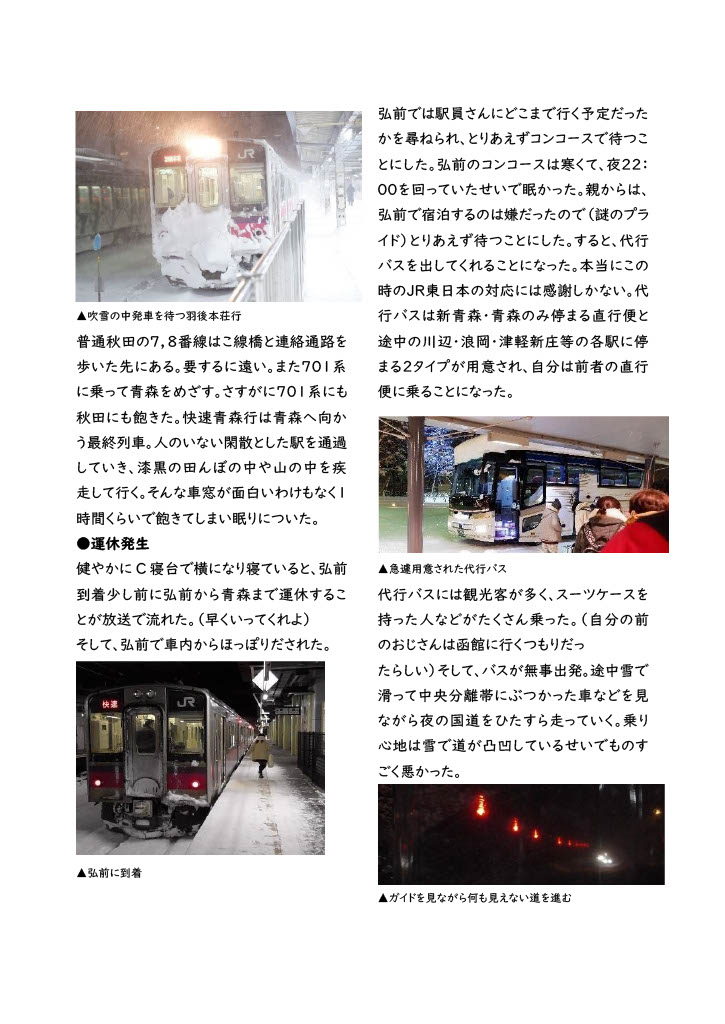 JR
▲吹雪の中発車を待つ羽後本荘行
普通秋田の7,8番線はこ線橋と連絡通路を
歩いた先にある。要するに遠い。また701系
に乗って青森をめざす。さすがに701系にも
秋田にも飽きた。快速青森行は青森へ向か
う最終列車。人のいない閑散とした駅を通過
していき、漆黒の田んぼの中や山の中を疾
走して行く。そんな車窓が面白いわけもなく1
時間くらいで飽きてしまい眠りについた。
●運休発生
健やかにC寝台で横になり寝ていると、弘前
到着少し前に弘前から青森まで運休するこ
とが放送で流れた。（早くいってくれよ）
そして、弘前で車内からほっぽりだされた。
快速
JR
▲弘前に到着
弘前では駅員さんにどこまで行く予定だった
かを尋ねられ、とりあえずコンコースで待つこ
とにした。弘前のコンコースは寒くて、夜22：
00を回っていたせいで眠かった。親からは、
弘前で宿泊するのは嫌だったので（謎のプラ
イド）とりあえず待つことにした。すると、代行
バスを出してくれることになった。本当にこの
時のJR東日本の対応には感謝しかない。代
行バスは新青森・青森のみ停まる直行便と
途中の川辺・浪岡・津軽新庄等の各駅に停
まる2タイプが用意され、自分は前者の直行
便に乗ることになった。
▲急遽用意された代行バス
代行バスには観光客が多く、スーツケースを
持った人などがたくさん乗った。（自分の前
のおじさんは函館に行くつもりだっ
たらしい）そして、バスが無事出発。途中雪で
滑って中央分離帯にぶつかった車などを見
ながら夜の国道をひたすら走っていく。乗り
心地は雪で道が凸凹しているせいでものす
ごく悪かった。
▲ガイドを見ながら何も見えない道を進む